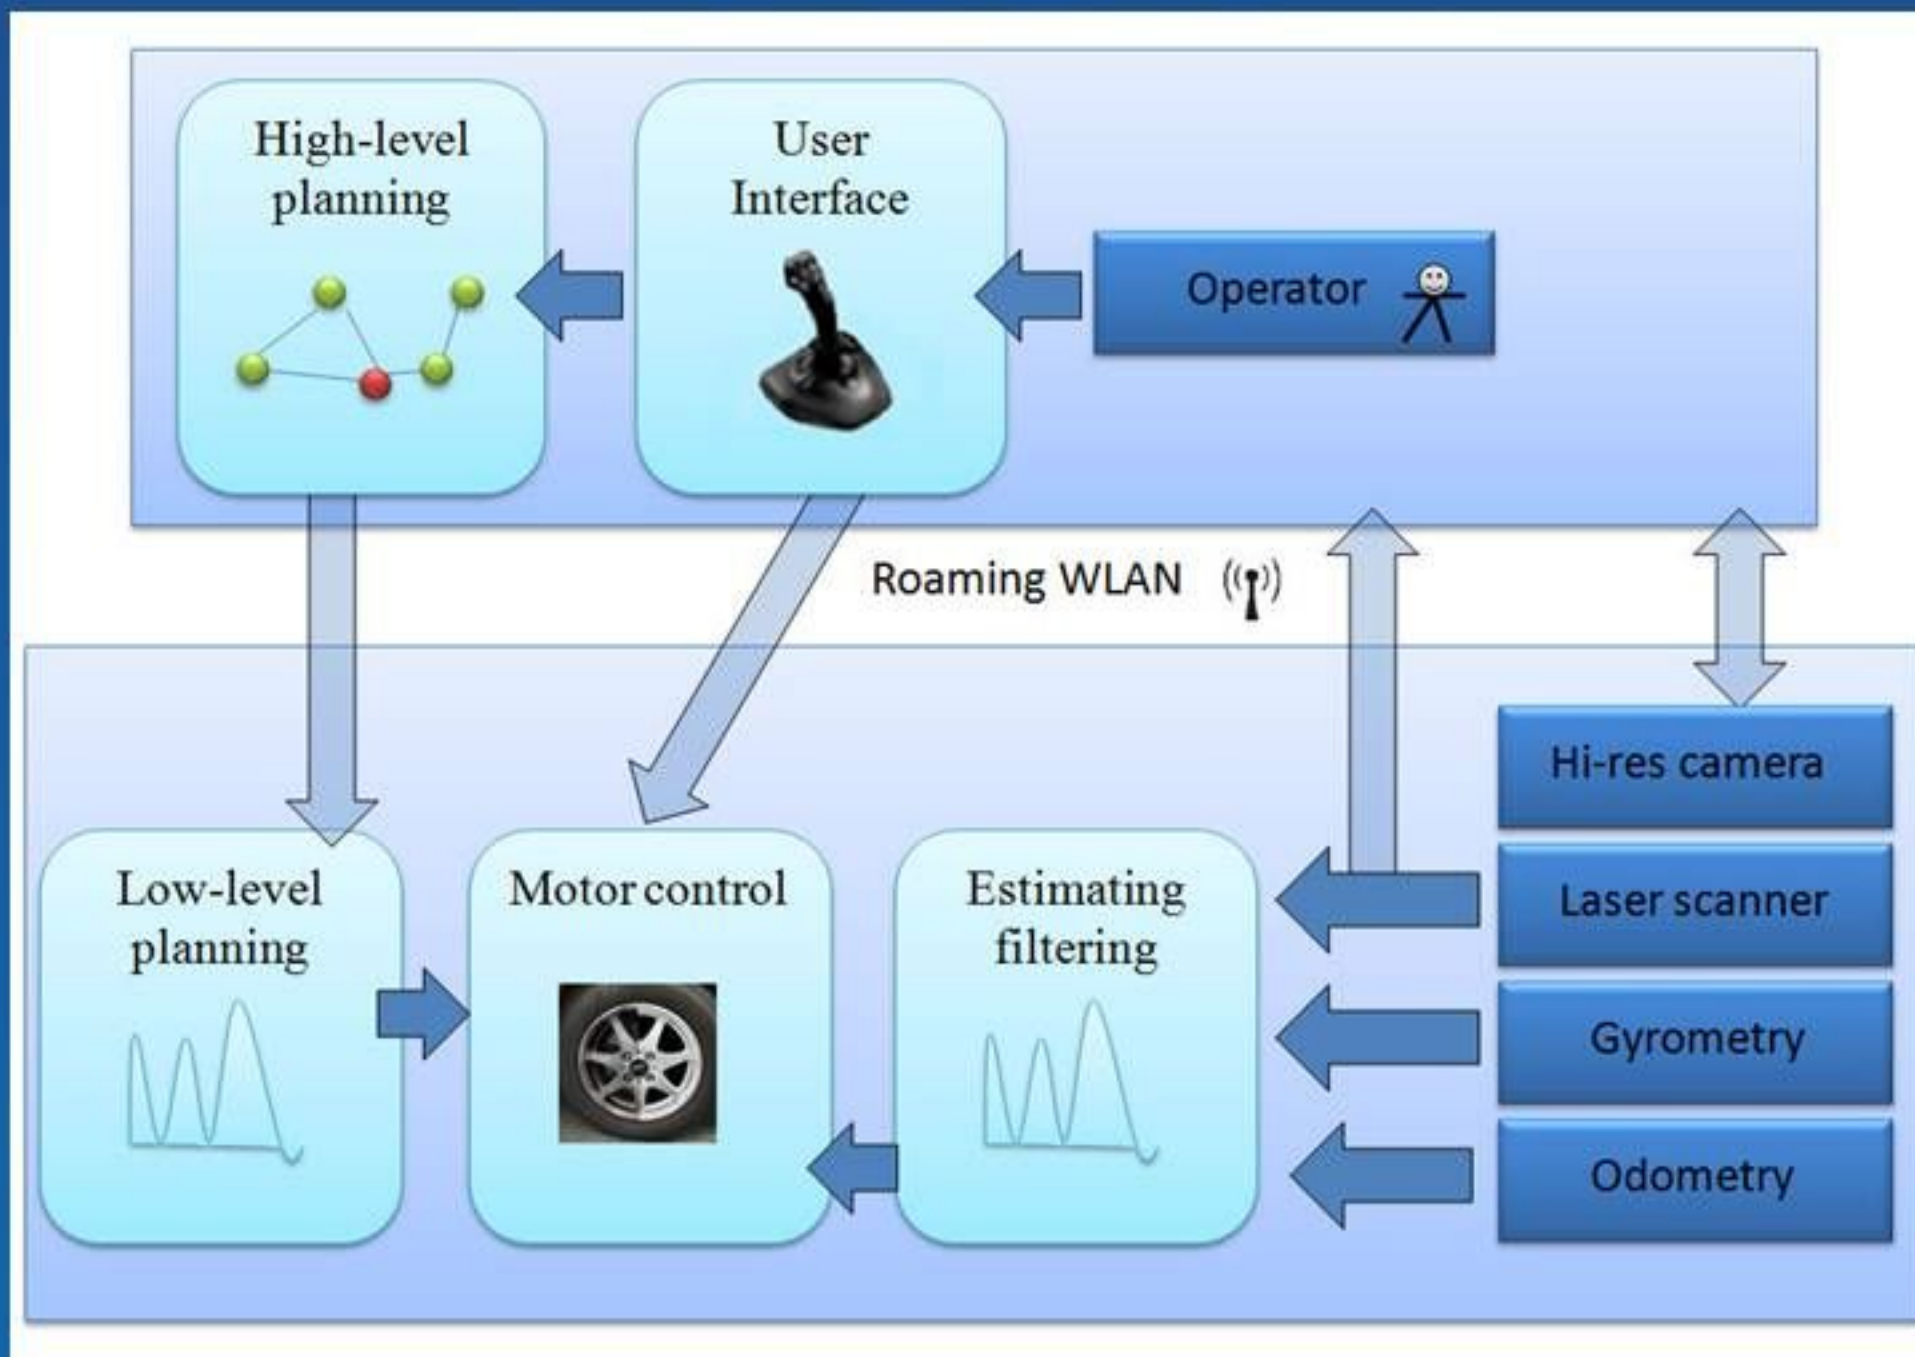 High-level
planning
User
Interface
Operator
Roaming WLAN
Hi-res camera
Low-level
planning
Motor control
Estimating
filtering
Laser scanner
Gyrometry
Odometry